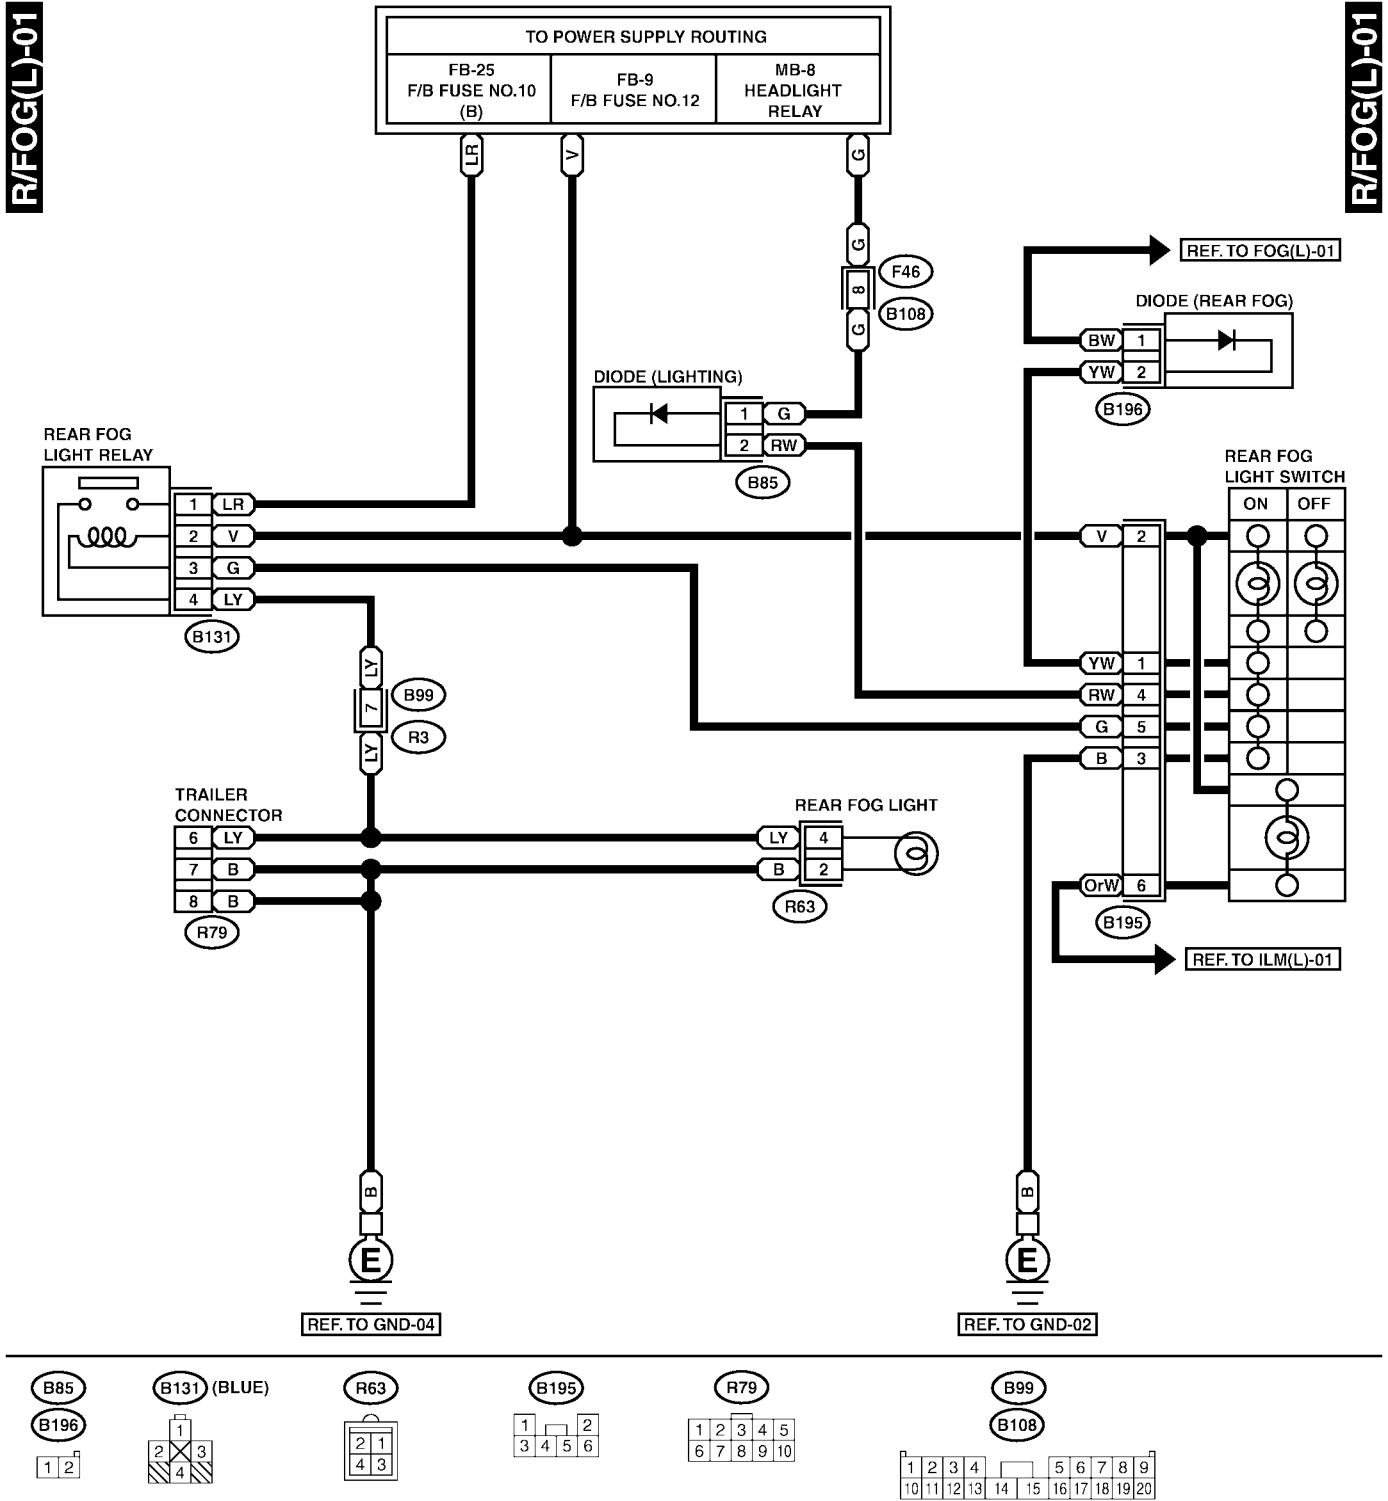 R/FOG(L)-01
R/FOG(L)-01
TO POWER SUPPLY ROUTING
FB-25
F/B FUSE NO.10
(B)
FB-9
F/B FUSE NO.12
MB-8
HEADLIGHT
RELAY
LR
V
G
G
8
G
F46
B108
REF. TO FOG(L)-01
DIODE (REAR FOG)
BW 1
YW 2
B196
DIODE (LIGHTING)
1 G
2 RW
B85
REAR FOG
LIGHT RELAY
1 LR
2 V
3 G
4 LY
B131
REAR FOG
LIGHT SWITCH
ON OFF
V 2
YW 1
RW 4
G 5
B 3
OrW 6
B195
REF. TO ILM(L)-01
LY
7
LY
B99
R3
TRAILER
CONNECTOR
6 LY
7 B
8 B
R79
REAR FOG LIGHT
LY 4
B 2
R63
B
E
REF. TO GND-04
B
E
REF. TO GND-02
B85
B196
1 2
B131 (BLUE)
1
2 3
4
R63
2 1
4 3
B195
1 2
3 4 5 6
R79
1 2 3 4 5
6 7 8 9 10
B99
B108
1 2 3 4 5 6 7 8 9
10 11 12 13 14 15 16 17 18 19 20